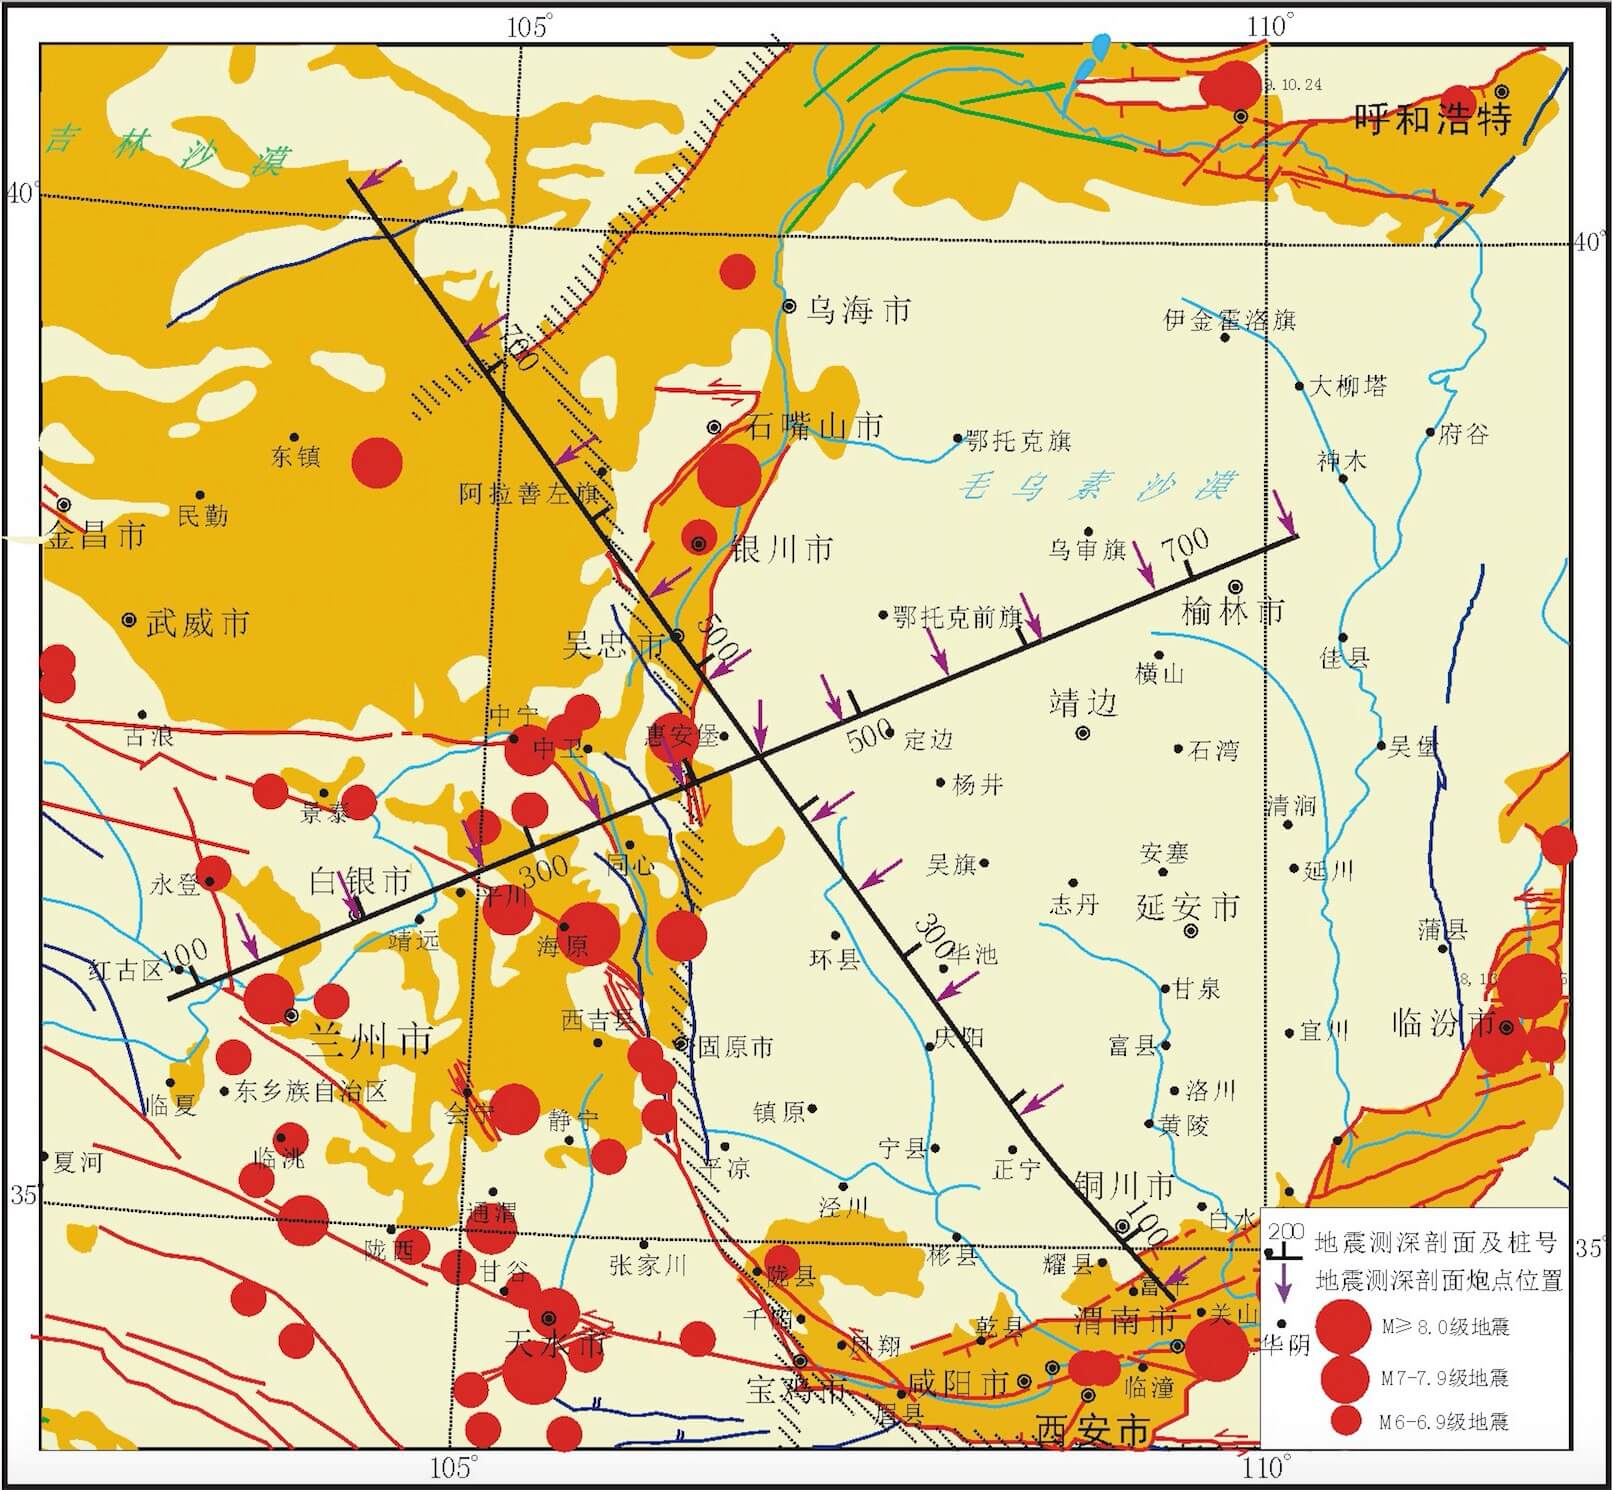 105°
110°
9.10.24
呼和浩特
吉林沙漠
40°
40°
乌海市
伊金霍洛旗
700
大柳塔
石嘴山市
鄂托克旗
府谷
东镇
神木
阿拉善左旗
毛乌素沙漠
民勤
金昌市
银川市
乌审旗
700
武威市
鄂托克前旗
榆林市
吴忠市
500
佳县
横山
靖边
中宁
古浪
中卫
惠安堡
500
定边
石湾
吴堡
杨井
景泰
清涧
同心
吴旗
安塞
延川
永登
白银市
300
平川
志丹
延安市
靖远
海原
300
华池
环县
蒲县
红古区
100
甘泉
西吉县
兰州市
固原市
庆阳
富县
宜川
临汾市
东乡族自治区
临夏
会宁
静宁
镇原
洛川
黄陵
临洮
夏河
平凉
宁县
正宁
铜川市
35°
通渭
泾川
100
白水
陇西
甘谷
张家川
彬县
耀县
35°
陇县
富平
千阳
乾县
渭南市
关山
天水市
凤翔
华阴
宝鸡市
咸阳市
临潼
眉县
西安市
200
地震测深剖面及桩号
地震测深剖面炮点位置
M≥8.0级地震
M7-7.9级地震
M6-6.9级地震
105°
110°